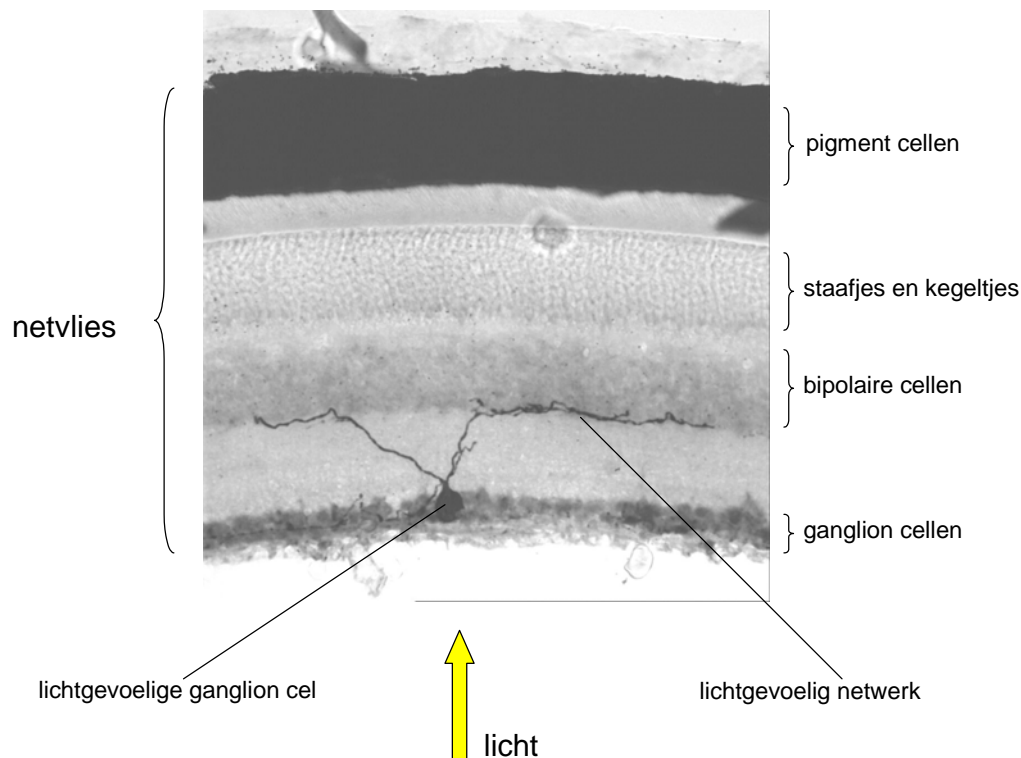 pigment cellen
staafjes en kegeltjes
netvlies
bipolaire cellen
ganglion cellen
lichtgevoelige ganglion cel
lichtgevoelig netwerk
licht